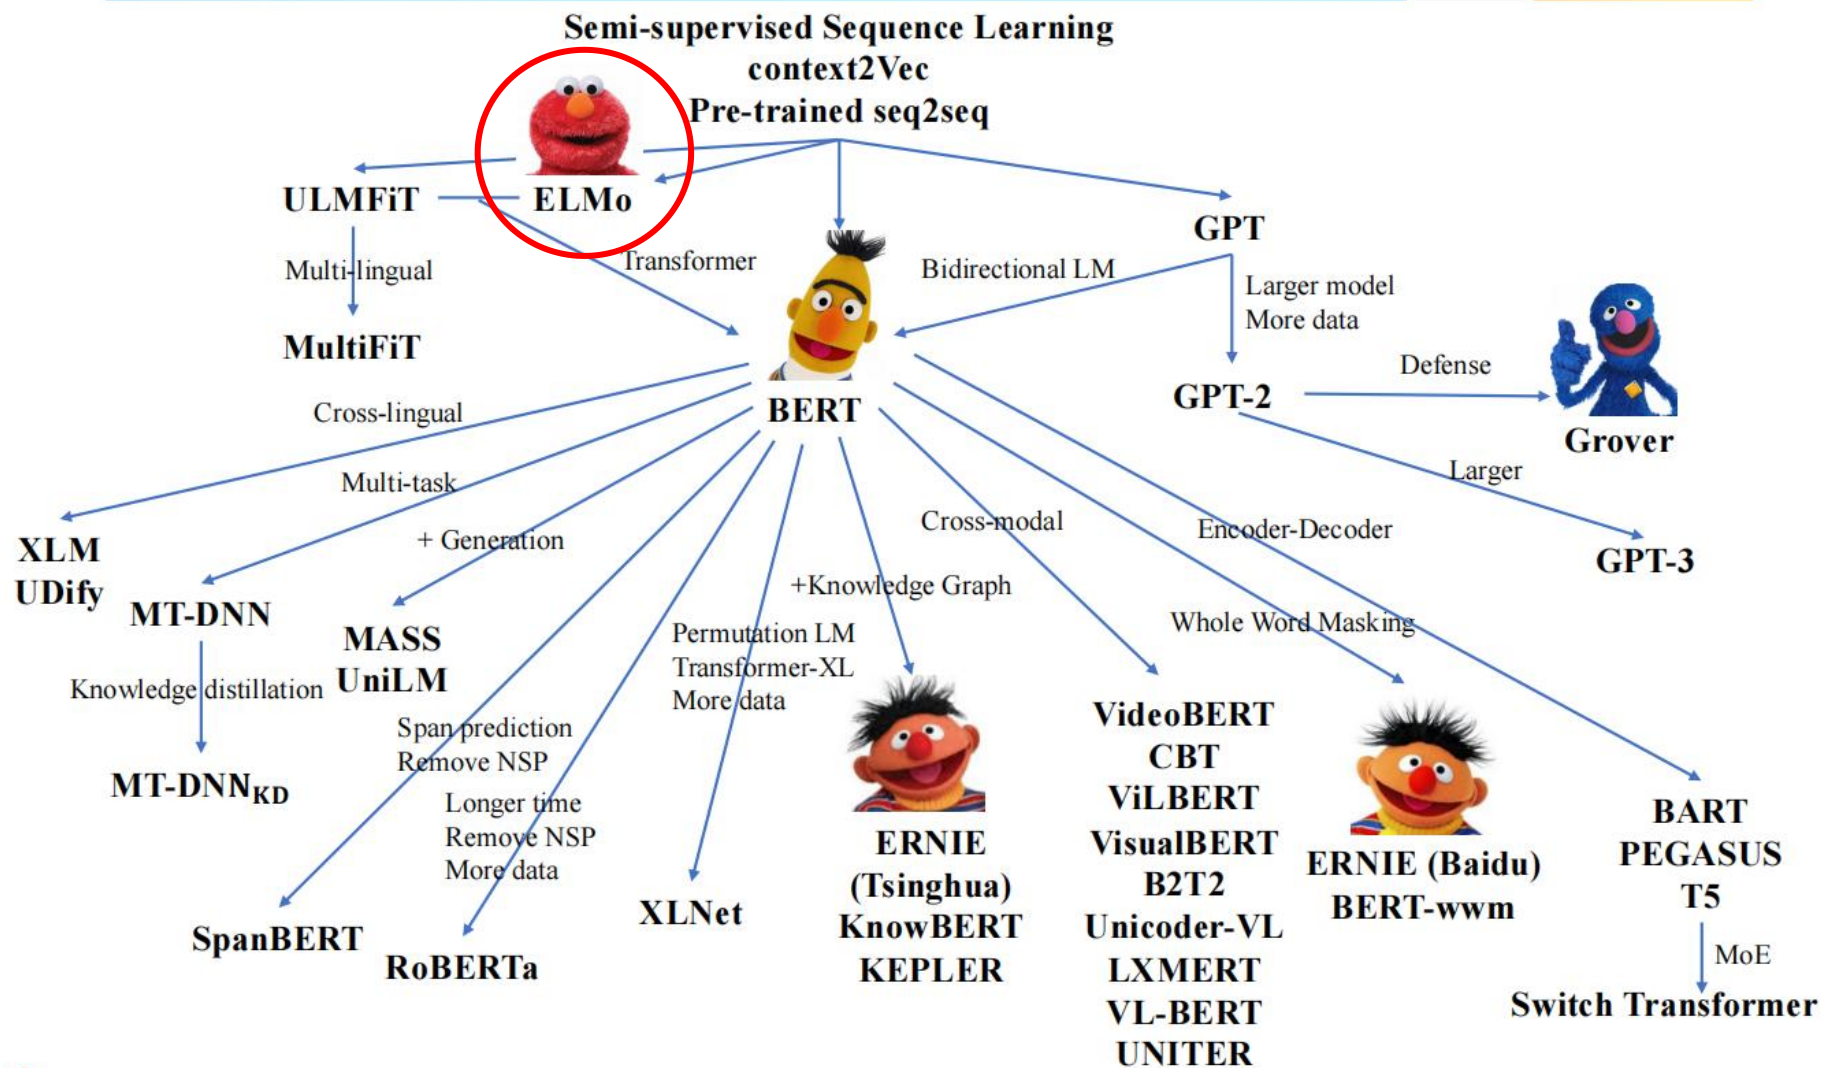 Semi-supervised Sequence Learning
context2Vec
Pre-trained seq2seq
ULMFiT
ELMo
GPT
Multi-lingual
Transformer
Bidirectional LM
Larger model
More data
MultiFiT
Defense
GPT-2
BERT
Grover
Cross-lingual
Larger
Multi-task
Cross-modal
Encoder-Decoder
+ Generation
XLM
UDify
GPT-3
+Knowledge Graph
MT-DNN
MASS
UniLM
Permutation LM
Transformer-XL
More data
Whole Word Masking
Knowledge distillation
Span prediction
Remove NSP
MT-DNNKD
Longer time
Remove NSP
More data
VideoBERT
CBT
ViLBERT
VisualBERT
B2T2
Unicoder-VL
LXMERT
VL-BERT
UNITER
ERNIE
(Tsinghua)
KnowBERT
KEPLER
ERNIE (Baidu)
BERT-wwm
BART
PEGASUS
T5
XLNet
SpanBERT
RoBERTa
MoE
Switch Transformer